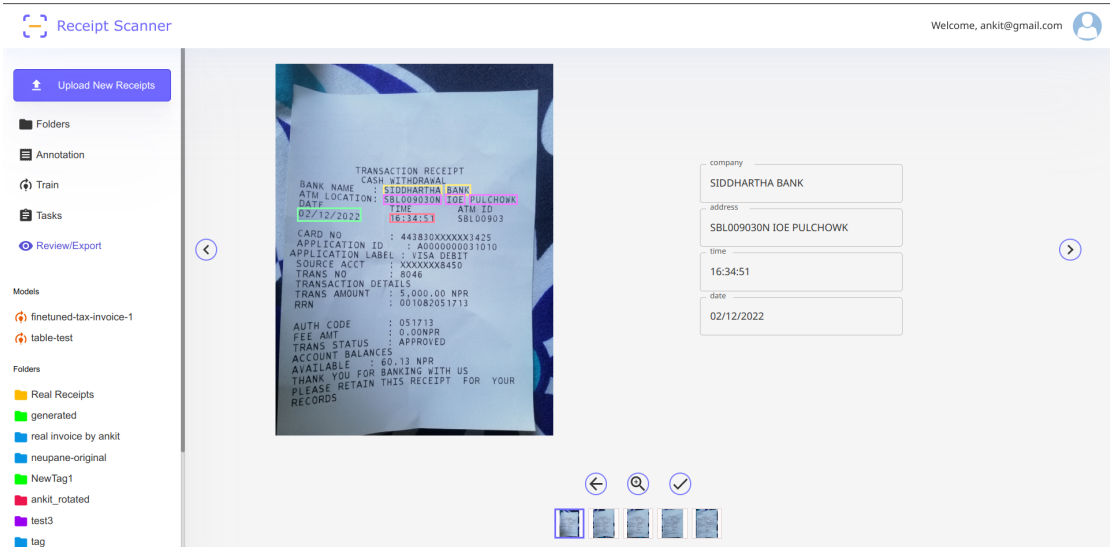 Receipt Scanner
Welcome, ankit@gmail.com
Upload New Receipts
Folders
Annotation
Train
Tasks
Review/Export
Models
finetuned-tax-invoice-1
table-test
Folders
Real Receipts
generated
real invoice by ankit
neupane-original
NewTag1
ankit_rotated
test3
tag
TRANSACTION RECEIPT
CASH WITHDRAWAL
BANK NAME : SIDDHARTHA BANK
ATM LOCATION: SBL009030N IOE PULCHOWK
DATE TIME ATM ID
02/12/2022 16:34:51 SBL00903
CARD NO : 443830XXXXXX3425
APPLICATION ID : A0000000031010
APPLICATION LABEL : VISA DEBIT
SOURCE ACCT : XXXXXXX8450
TRANS NO : 8046
TRANSACTION DETAILS
TRANS AMOUNT : 5,000.00 NPR
RRN : 001082051713
AUTH CODE : 051713
FEE AMT : 0.00NPR
TRANS STATUS : APPROVED
ACCOUNT BALANCES
AVAILABLE : 60.13 NPR
THANK YOU FOR BANKING WITH US
PLEASE RETAIN THIS RECEIPT FOR YOUR
RECORDS
company
SIDDHARTHA BANK
address
SBL009030N IOE PULCHOWK
time
16:34:51
date
02/12/2022